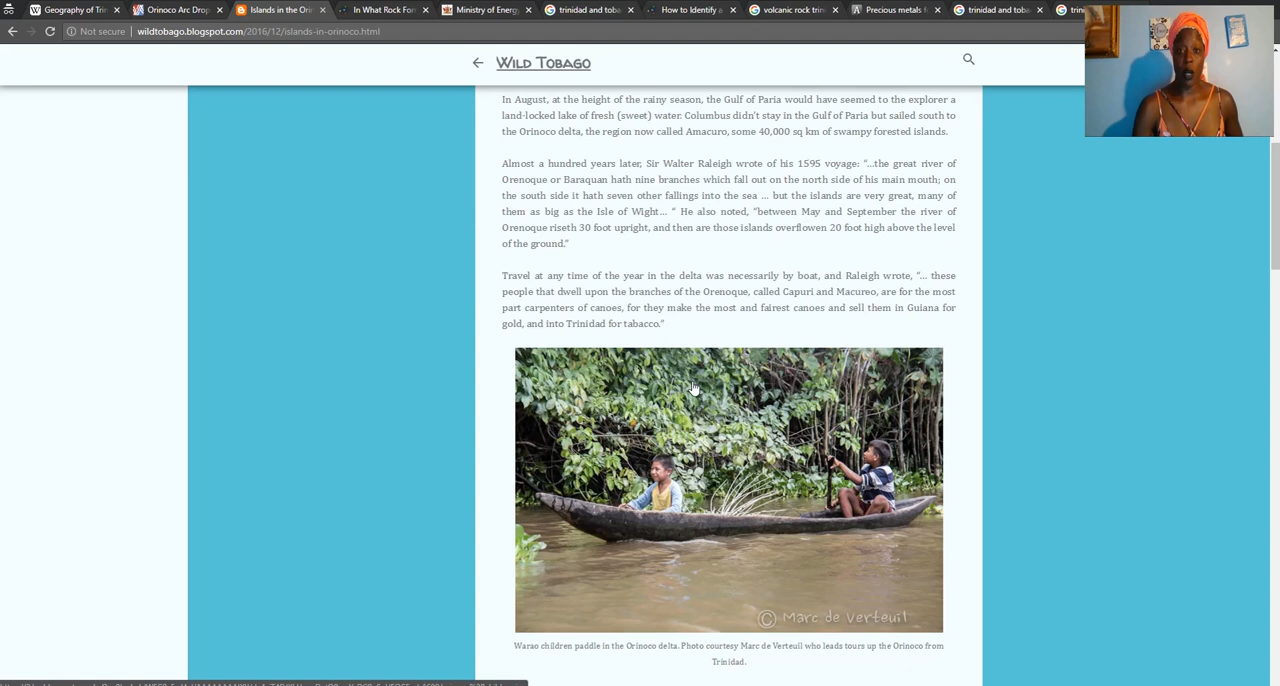 Geography of Tri
Orinoco Arc Drop
Islands in the Orin
In What Rock For
Ministry of Energy
trinidad and toba
How to Identify a
volcanic rock trin
Precious metals f
trinidad and toba
trin
Not secure
wildtobago.blogspot.com/2016/12/islands-in-orinoco.html
Wild Tobago
In August, at the height of the rainy season, the Gulf of Paria would have seemed to the explorer a
land-locked lake of fresh (sweet) water. Columbus didn't stay in the Gulf of Paria but sailed south to
the Orinoco delta, the region now called Amacuro, some 40,000 sq km of swampy forested islands.
Almost a hundred years later, Sir Walter Raleigh wrote of his 1595 voyage: “...the great river of
Orenoque or Baraquan hath nine branches which fall out on the north side of his main mouth; on
the south side it hath seven other fallings into the sea ... but the islands are very great, many of
them as big as the Isle of Wight... “ He also noted, “between May and September the river of
Orenoque riseth 30 foot upright, and then are those islands overflowen 20 foot high above the level
of the ground.”
Travel at any time of the year in the delta was necessarily by boat, and Raleigh wrote, “... these
people that dwell upon the branches of the Orenoque, called Capuri and Macureo, are for the most
part carpenters of canoes, for they make the most and fairest canoes and sell them in Guiana for
gold, and into Trinidad for tabacco.”
© Marc de Verteuil
Warao children paddle in the Orinoco delta. Photo courtesy Marc de Verteuil who leads tours up the Orinoco from
Trinidad.